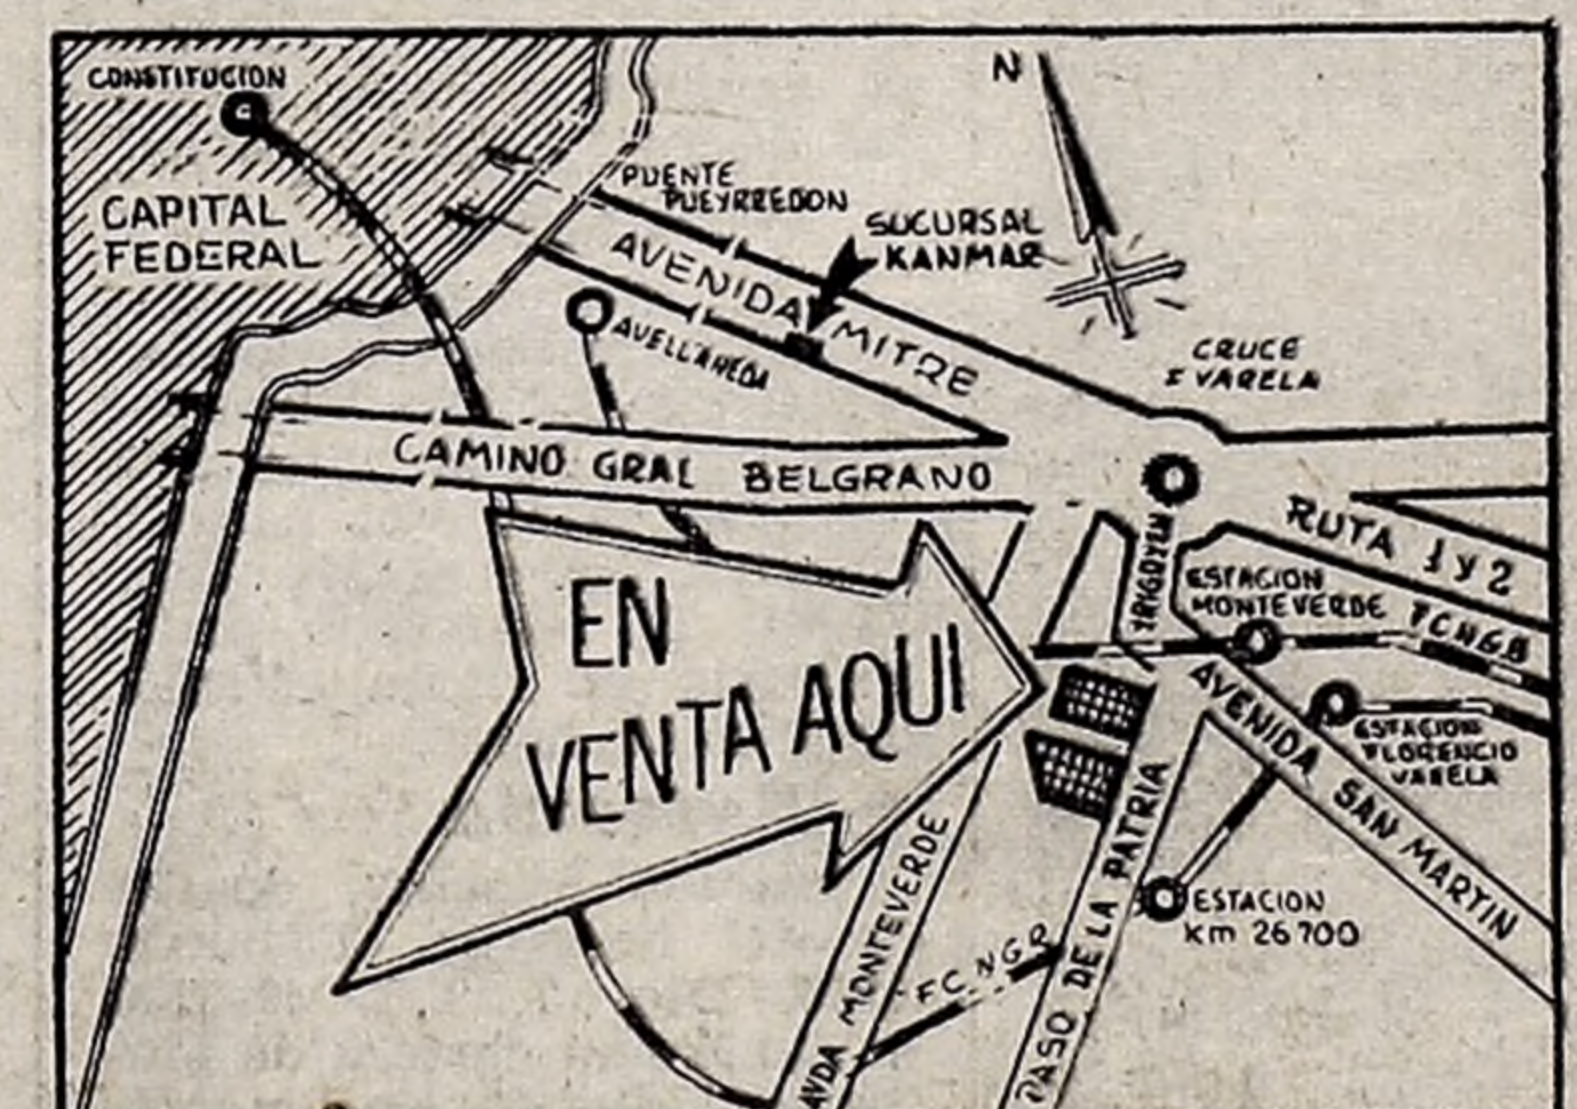 CONSTITUCION
CAPITAL
FEDERAL
N
PUENTE
PUEYRREDON
SUCURSAL
KANMAR
AVENIDA MITRE
AVELLANEDA
CRUCE
VARELA
CAMINO GRAL BELGRANO
RUTA 1 y 2
YRIGOYEN
ESTACION
MONTEVERDE
F C N G B
EN
VENTA AQUI
AVENIDA SAN MARTIN
ESTACION
FLORENCIO
VARELA
AVDA MONTEVERDE
PASO DE LA PATRIA
F C N G R
ESTACION
Km 26700